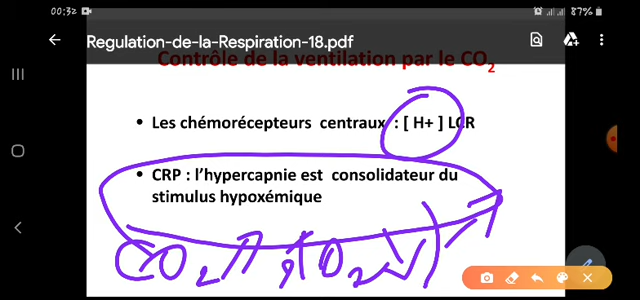 00:32 87%
Regulation-de-la-Respiration-18.pdf
Contrôle de la ventilation par le CO2
• Les chémorécepteurs centraux : [ H+ ] LCR
• CRP : l'hypercapnie est consolidateur du
stimulus hypoxémique
CO2 ↗, (O2 ↘) ↗